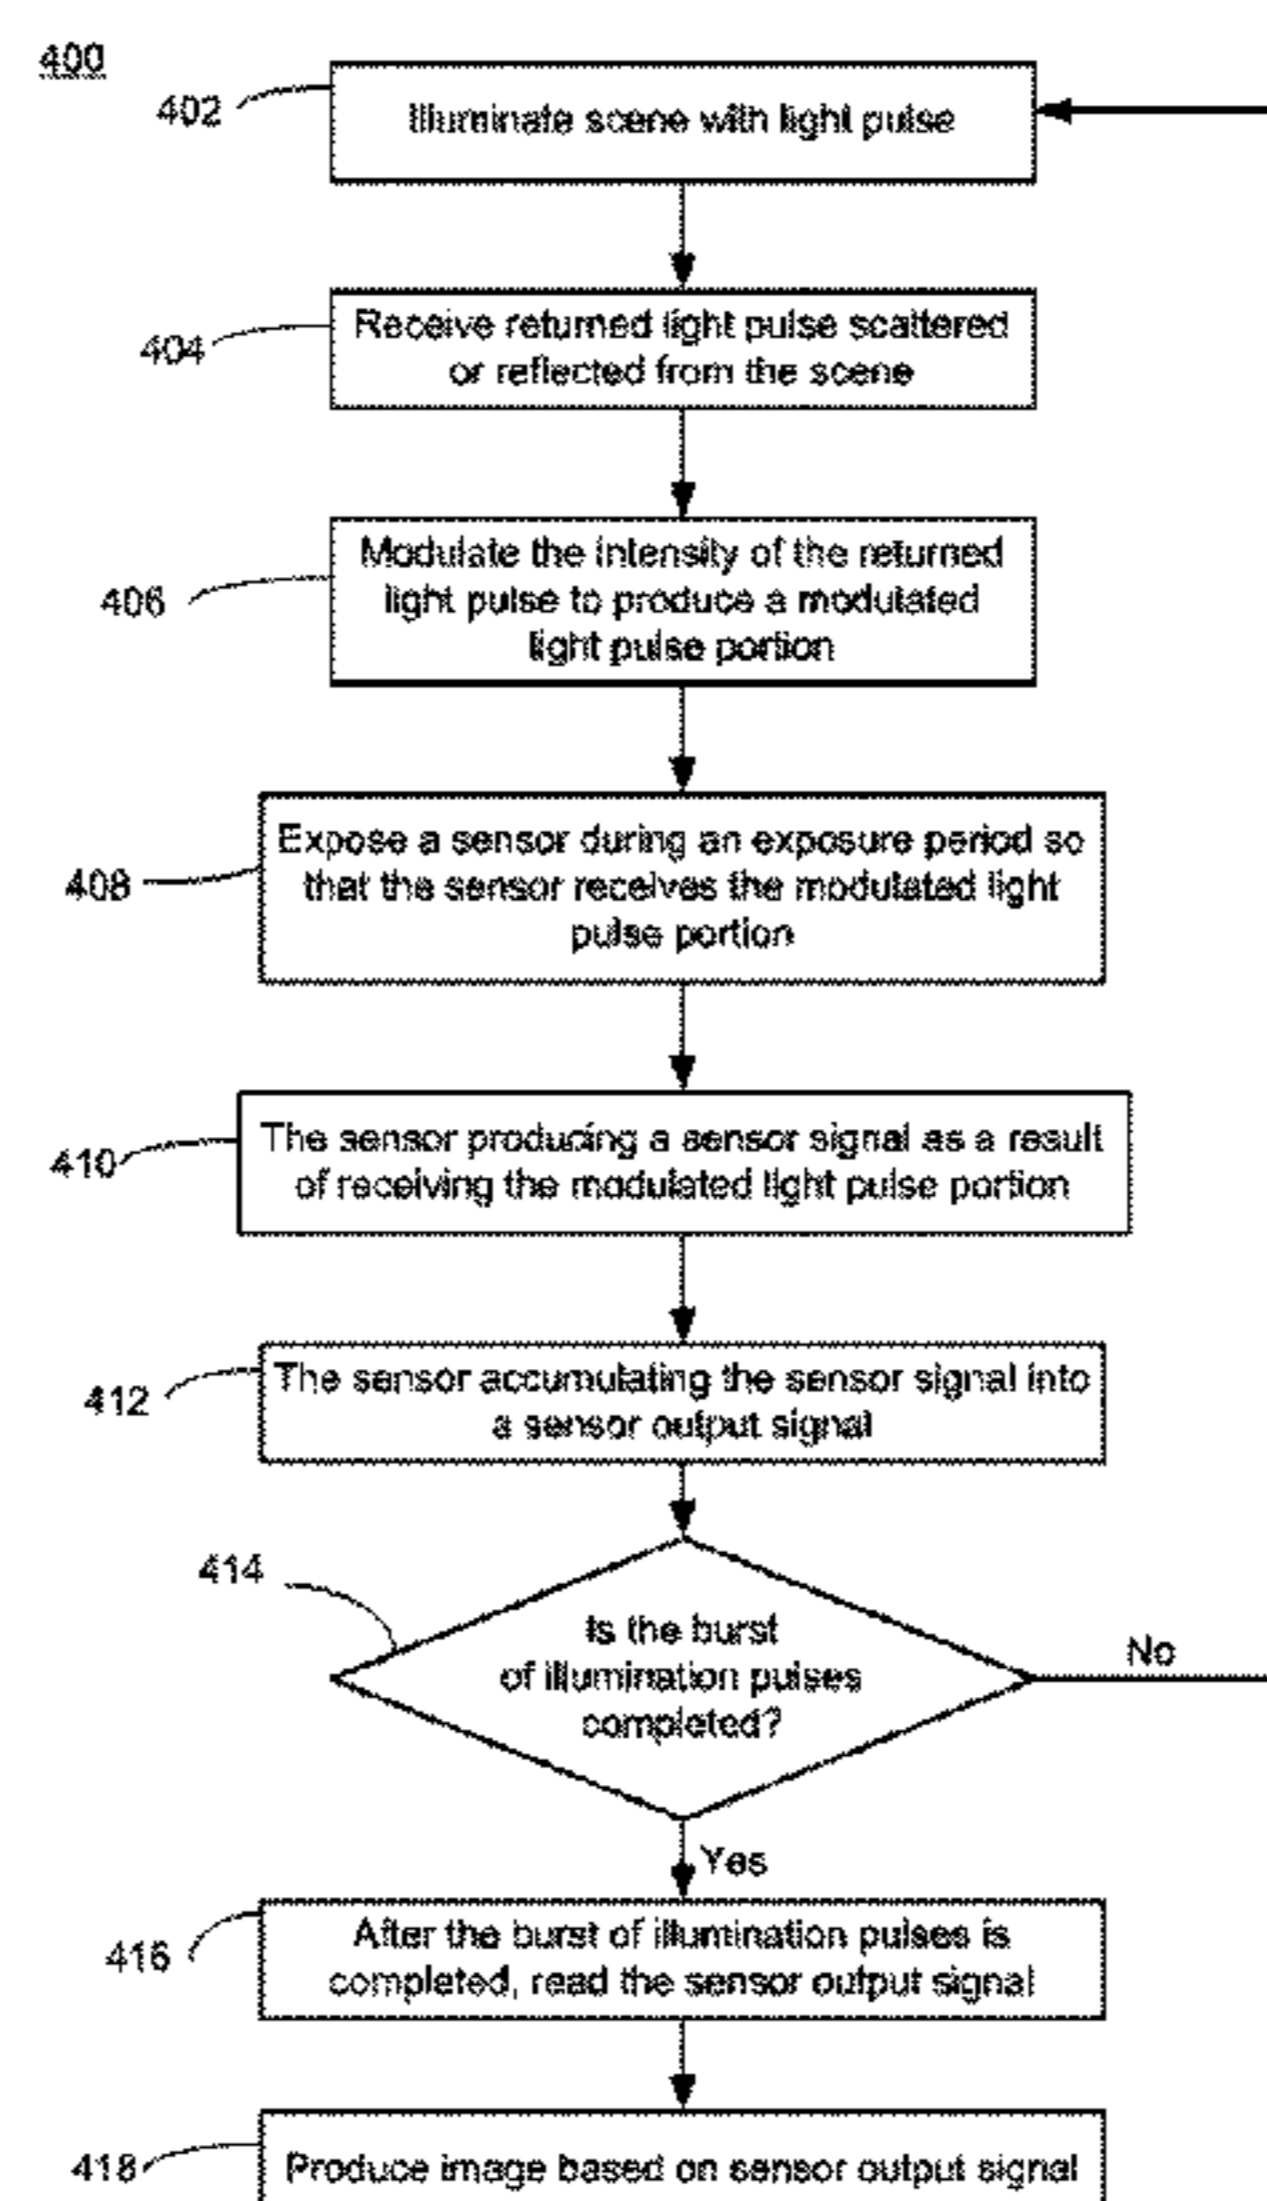 400
402
Illuminate scene with light pulse
404
Receive returned light pulse scattered
or reflected from the scene
406
Modulate the intensity of the returned
light pulse to produce a modulated
light pulse portion
408
Expose a sensor during an exposure period so
that the sensor receives the modulated light
pulse portion
410
The sensor producing a sensor signal as a result
of receiving the modulated light pulse portion
412
The sensor accumulating the sensor signal into
a sensor output signal
414
Is the burst
of illumination pulses
completed?
No
Yes
416
After the burst of illumination pulses is
completed, read the sensor output signal
418
Produce image based on sensor output signal